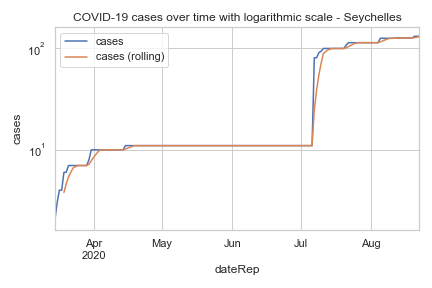 COVID-19 cases over time with logarithmic scale - Seychelles
cases
cases (rolling)
10²
10¹
cases
Apr
2020
May
Jun
Jul
Aug
dateRep